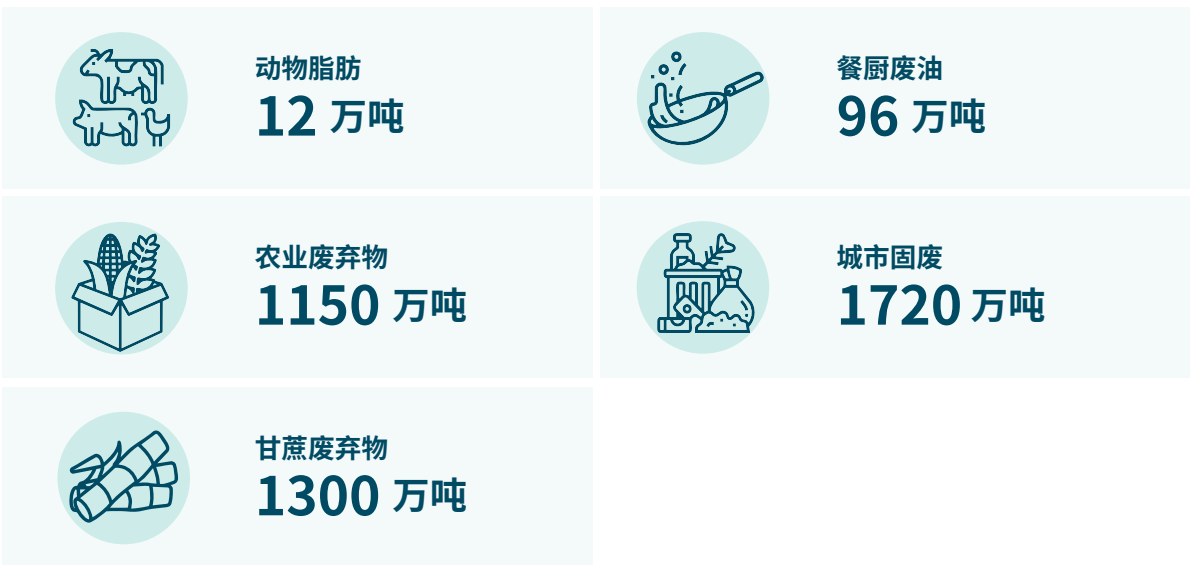 动物脂肪
12 万吨
餐厨废油
96 万吨
农业废弃物
1150 万吨
城市固废
1720 万吨
甘蔗废弃物
1300 万吨